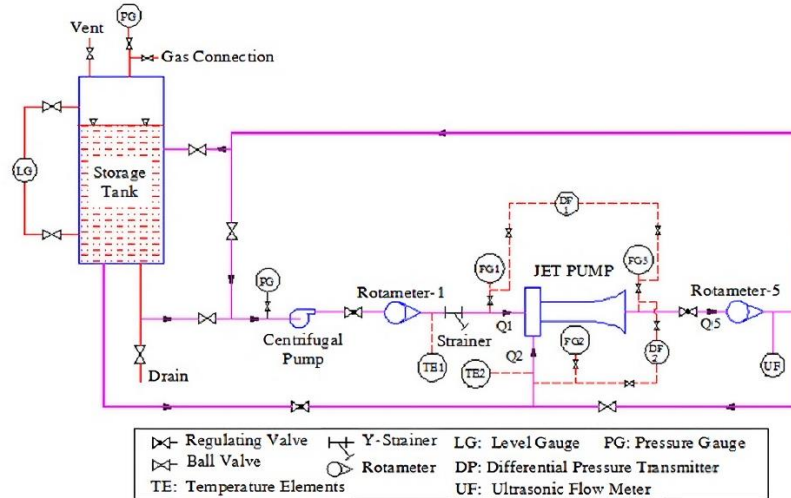 PG
Vent
Gas Connection
LG
Storage
Tank
DF
1
PG
FG1
JET PUMP
FG3
Rotameter-1
Rotameter-5
Q1
Q5
Centrifugal
Pump
Strainer
Q2
FG2
DF
2
TE1
TE2
UF
Drain
Regulating Valve
Y-Strainer
LG: Level Gauge
PG: Pressure Gauge
Ball Valve
Rotameter
DP: Differential Pressure Transmitter
TE: Temperature Elements
UF: Ultrasonic Flow Meter